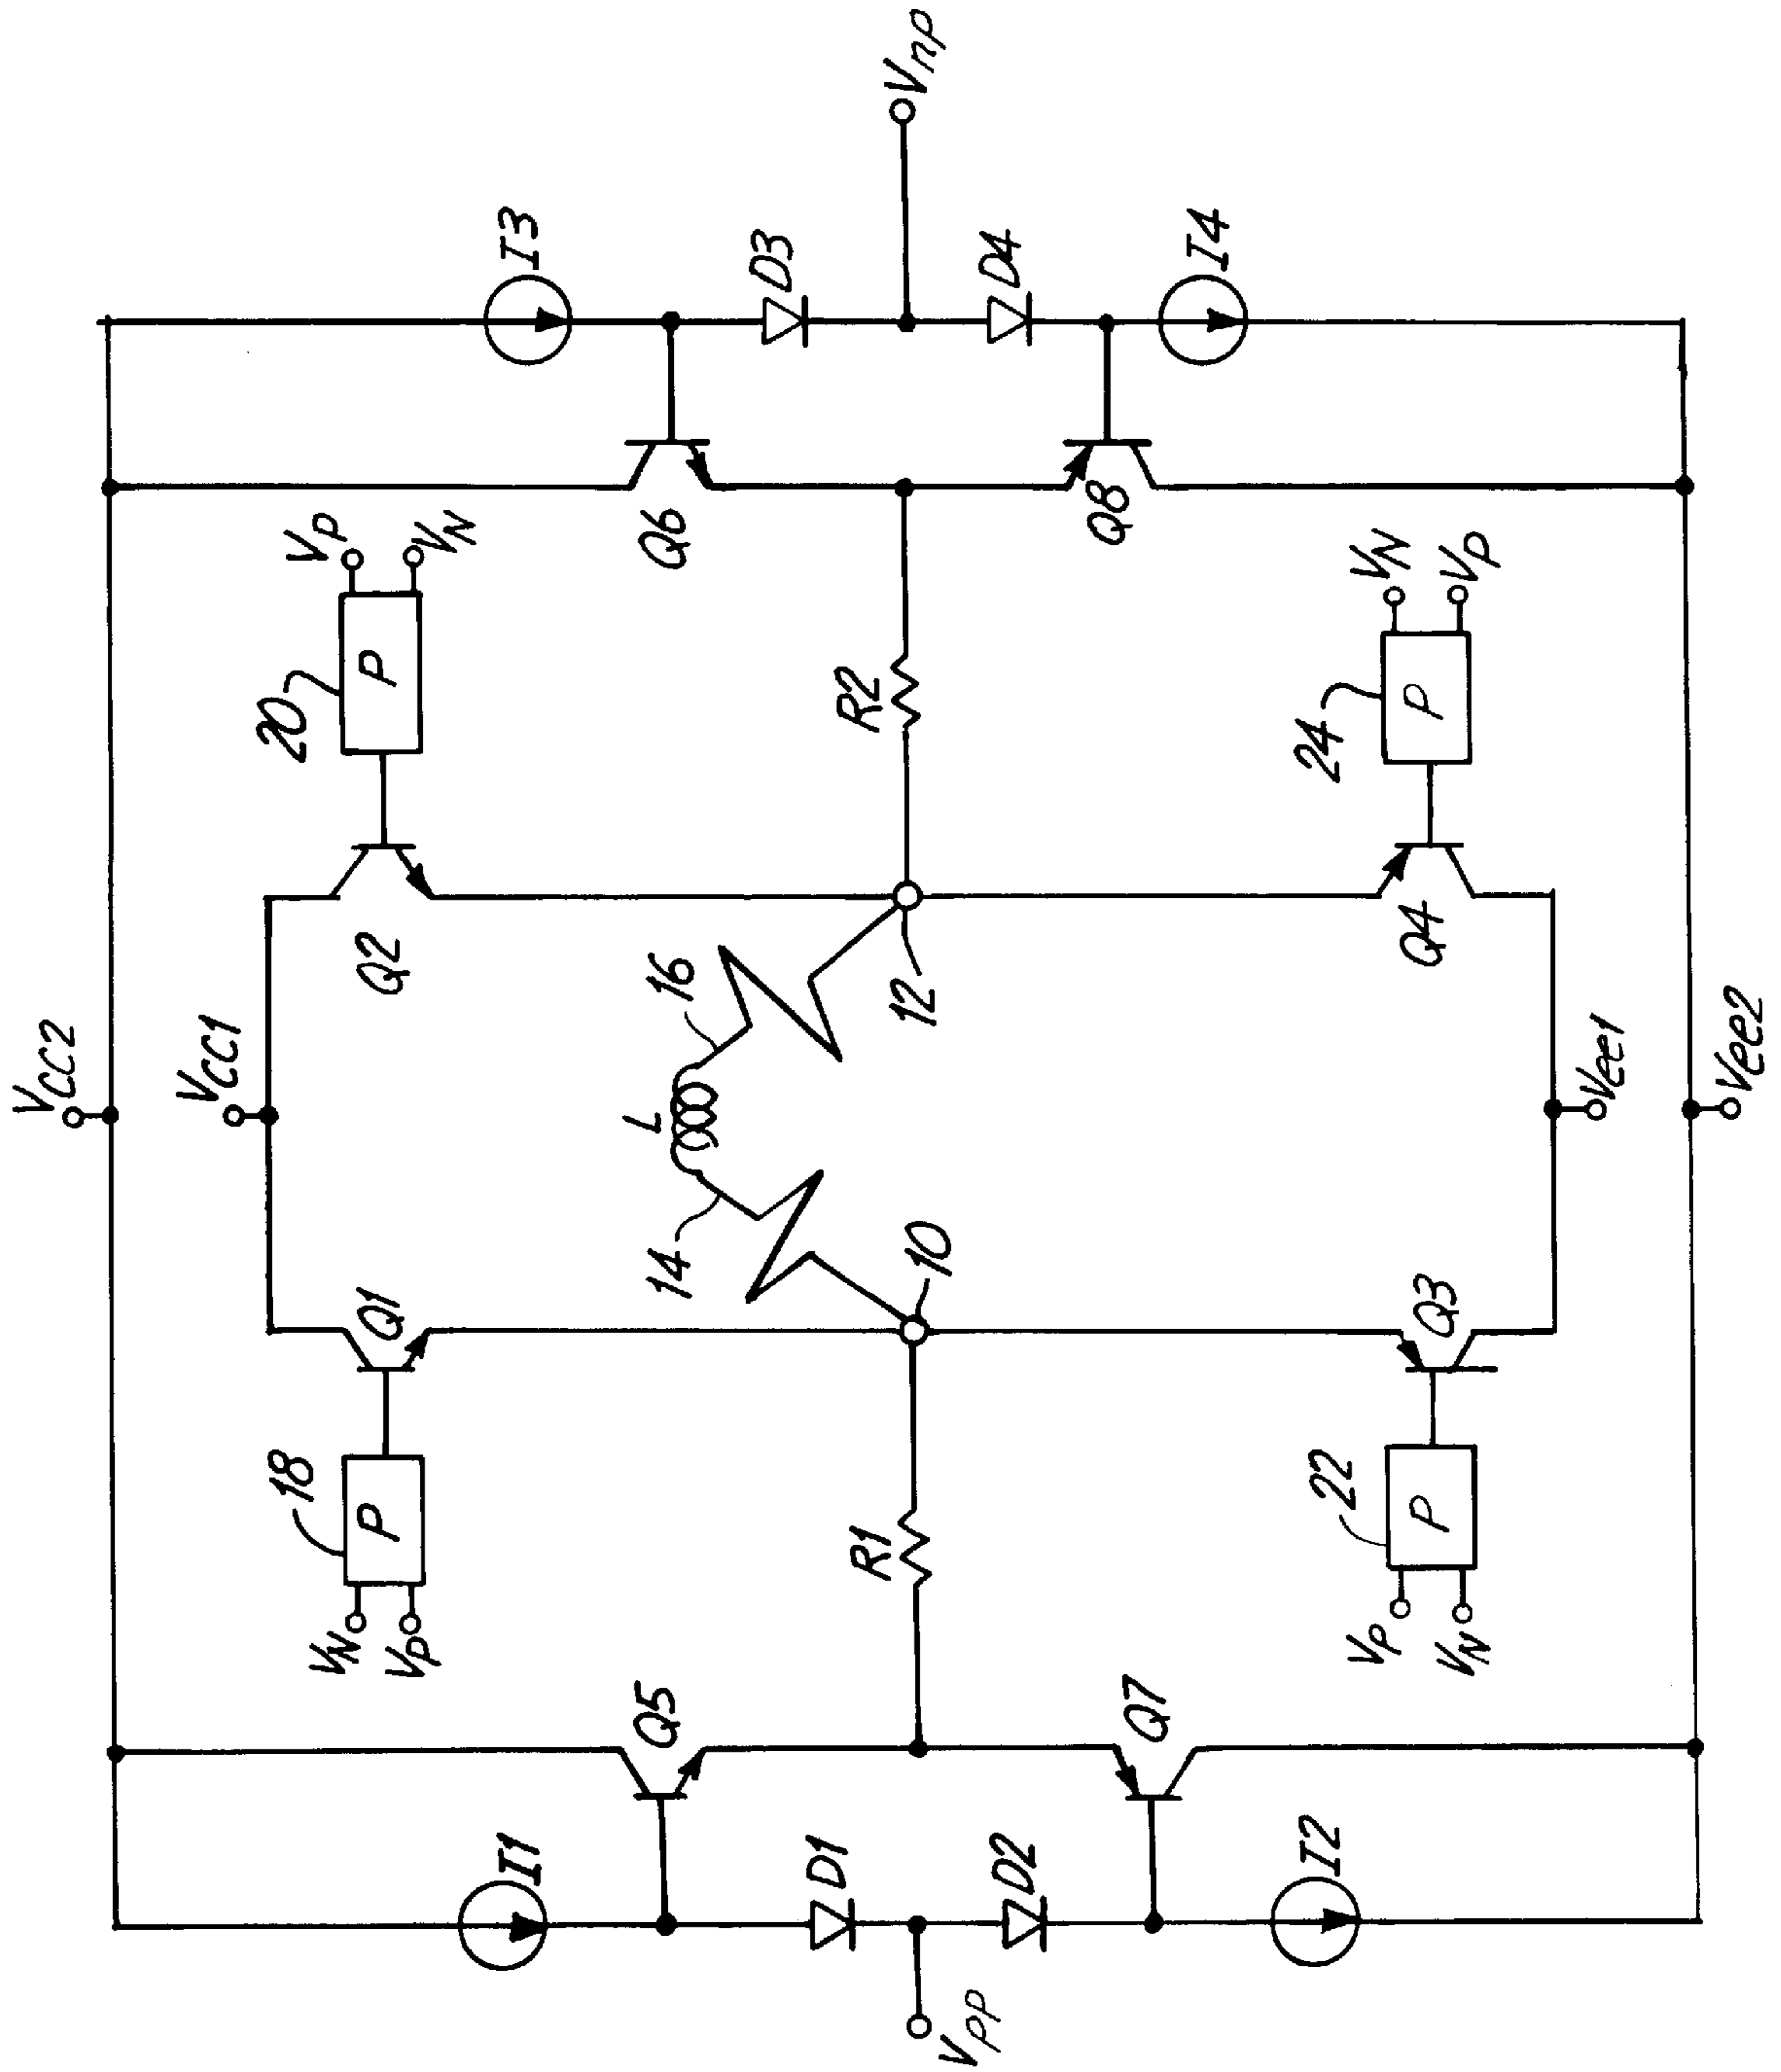 VCC2
VCC1
I1
Q5
D1
D2
Vpp
Q7
I2
18
P
VN
VP
Q1
R1
10
14
L
16
12
22
P
VP
VN
Q3
Q2
20
P
VP
VN
R2
Q4
24
P
VN
VP
Q6
Q8
I3
D3
Vnp
D4
I4
Vee1
Vee2